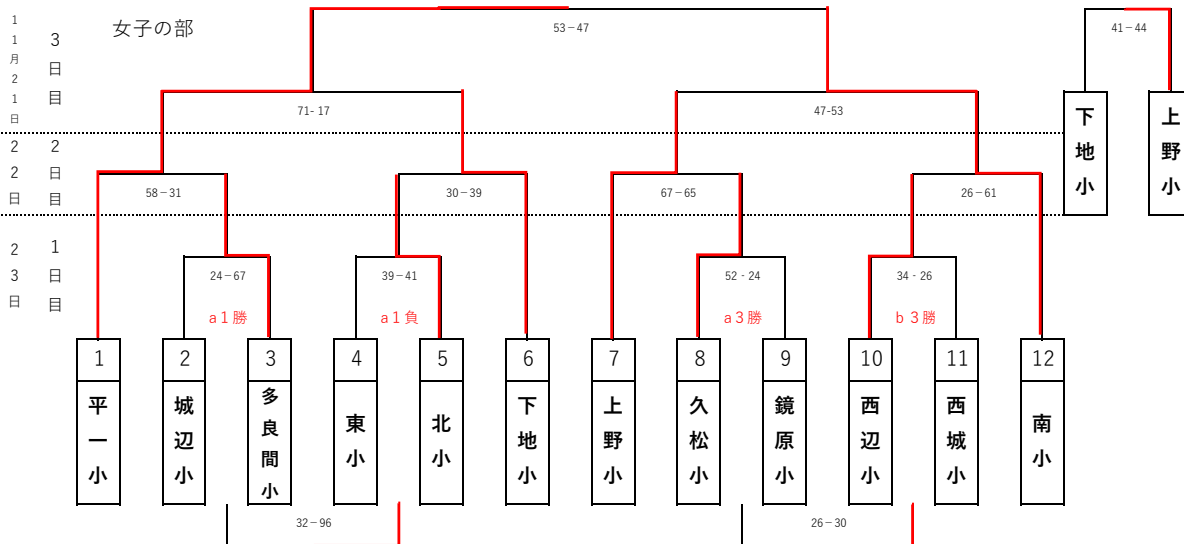 女子の部
53－47
41－44
11月21日
3日目
71- 17
47-53
下地小
上野小
22日
2日目
58－31
30－39
67－65
26－61
23日
1日目
24－67
39－41
52 - 24
34 - 26
a１勝
a１負
a３勝
b３勝
1
2
3
4
5
6
7
8
9
10
11
12
平一小
城辺小
多良間小
東小
北小
下地小
上野小
久松小
鏡原小
西辺小
西城小
南小
32－96
26－30